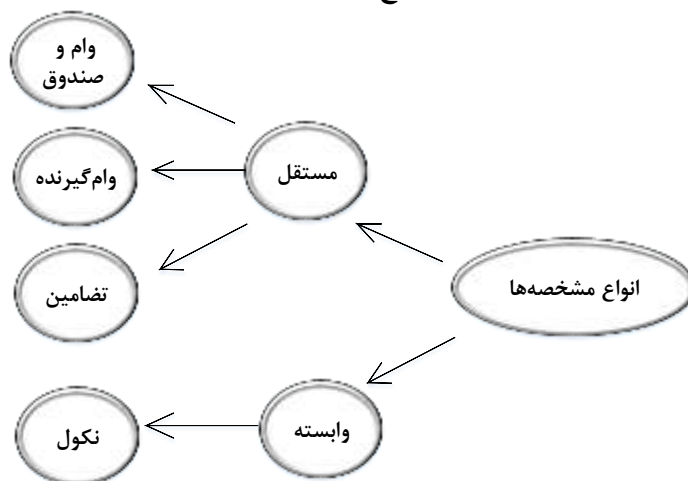 وام و
صندوق
مستقل
وام‌گیرنده
انواع مشخصه‌ها
تضامین
وابسته
نکول